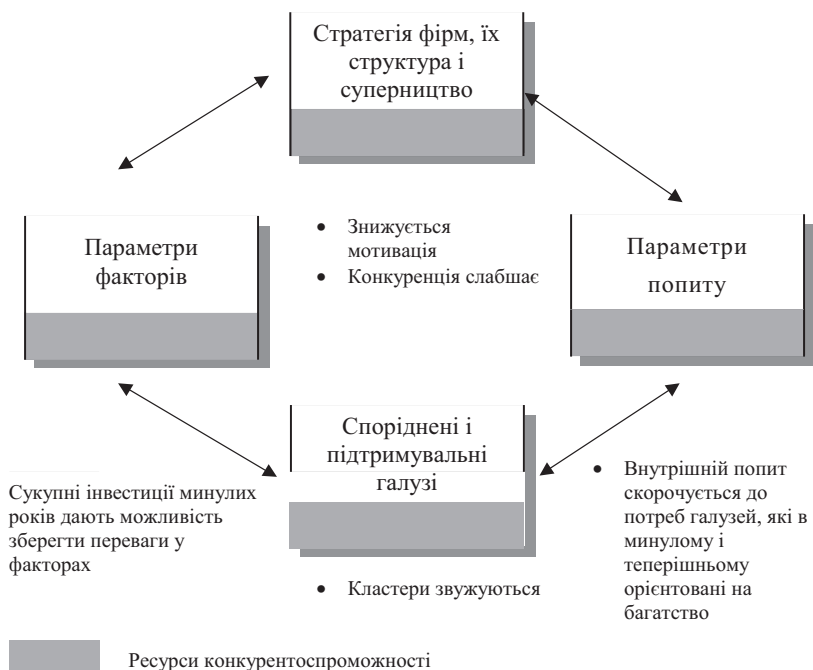 Стратегія фірм, їх
структура і
суперництво
Параметри
факторів
• Знижується
мотивація
• Конкуренція слабшає
Параметри
попиту
Споріднені і
підтримувальні
галузі
Сукупні інвестиції минулих
років дають можливість
зберегти переваги у
факторах
• Кластери звужуються
• Внутрішній попит
скорочується до
потреб галузей, які в
минулому і
теперішньому
орієнтовані на
багатство
Ресурси конкурентоспроможності